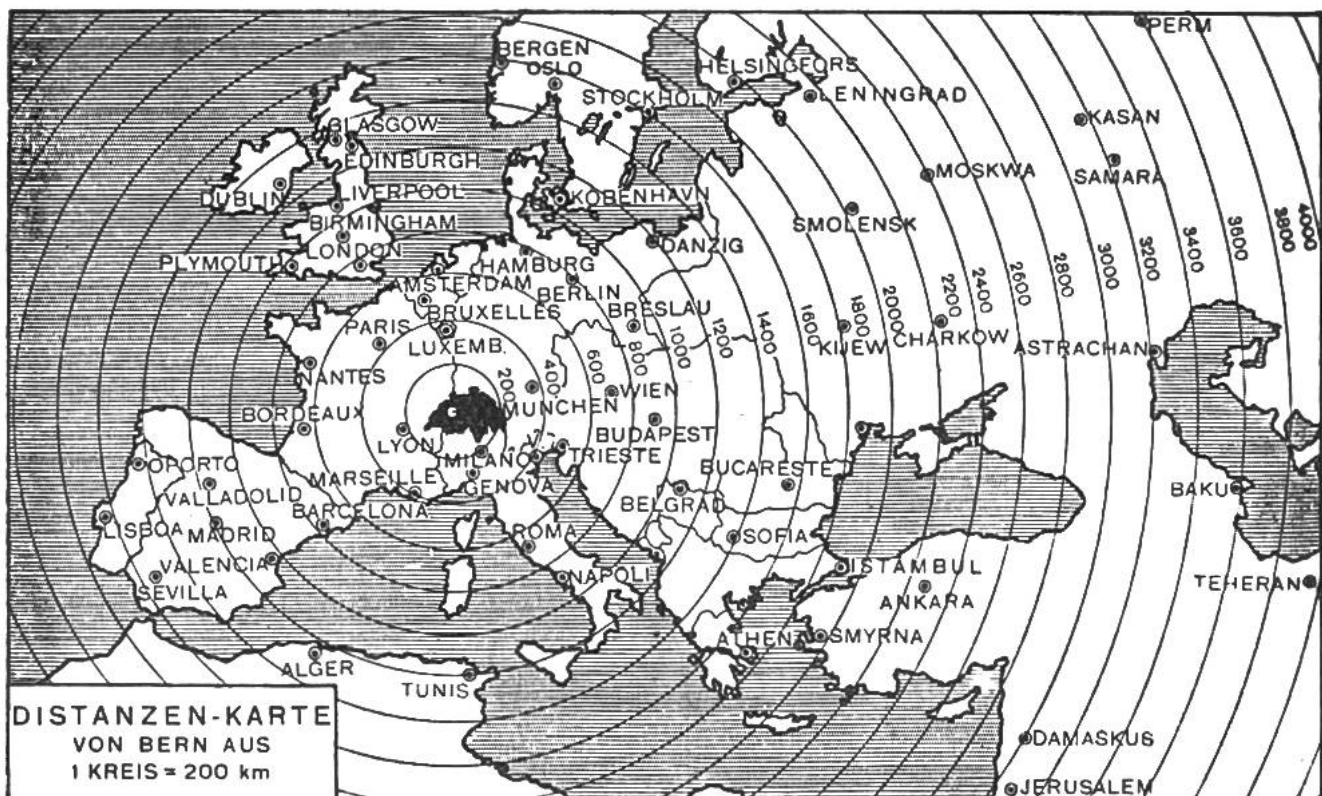 PERM
BERGEN
OSLO
HELSINGFORS
LENINGRAD
STOCKHOLM
KASAN
GLASGOW
EDINBURGH
MOSKWA
SAMARA
DUBLIN
LIVERPOOL
KOBENHAVN
SMOLENSK
BIRMINGHAM
LONDON
PLYMOUTH
HAMBURG
DANZIG
AMSTERDAM
BERLIN
BRUXELLES
BRESLAU
PARIS
LUXEMB.
KIJEW
CHARKOW
ASTRACHAN
200
400
600
800
1000
1200
1400
1600
1800
2000
2200
2400
2600
2800
3000
3200
3400
3600
3800
4000
NANTES
WIEN
MUNCHEN
BORDEAUX
BUDAPEST
LYON
MILANO
TRIESTE
OPORTO
MARSEILLE
GENOVA
BUCARESTE
VALLADOLID
BELGRAD
BAKU
LISBOA
MADRID
BARCELONA
ROMA
SOFIA
VALENCIA
SEVILLA
NAPOLI
ISTAMBUL
ANKARA
TEHERAN
ATHEN
SMYRNA
ALGER
TUNIS
DAMASKUS
JERUSALEM
DISTANZEN-KARTE
VON BERN AUS
1 KREIS = 200 km